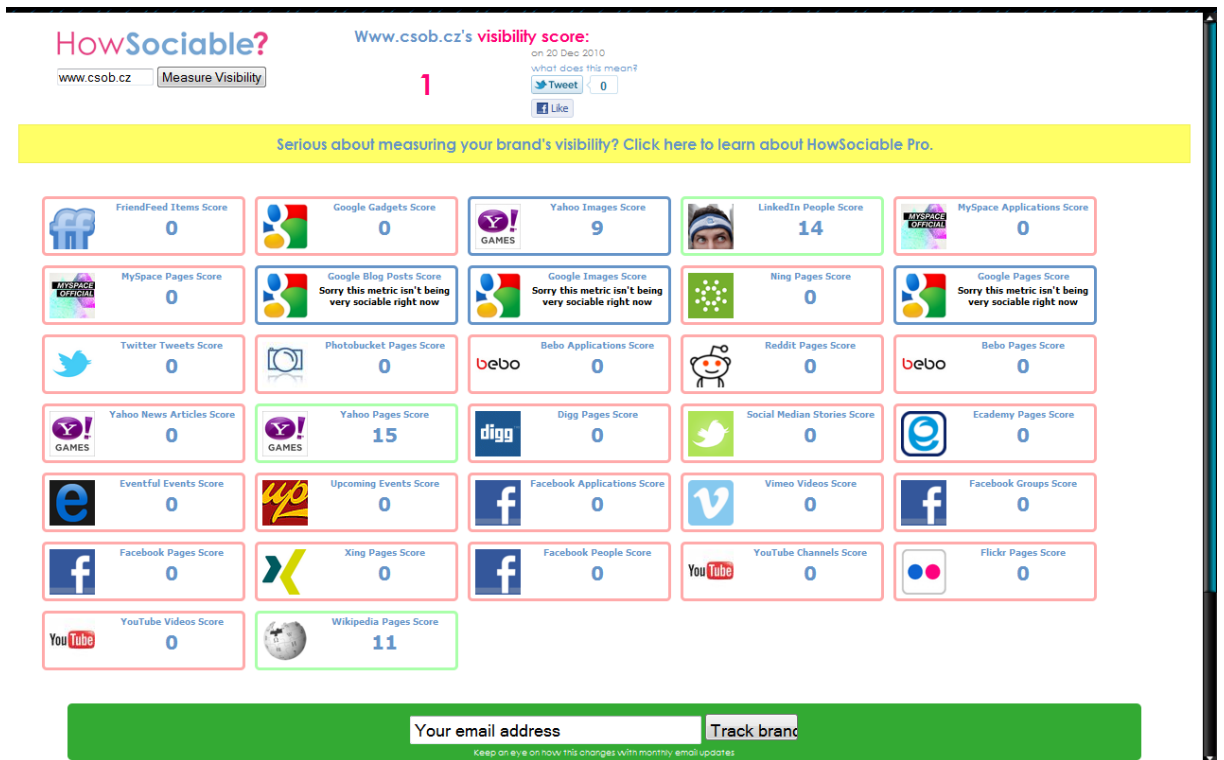 HowSociable?
www.csob.cz Measure Visibility
Www.csob.cz's visibility score:
1
on 20 Dec 2010
what does this mean?
Tweet 0
Like
Serious about measuring your brand's visibility? Click here to learn about HowSociable Pro.
FriendFeed Items Score
0
Google Gadgets Score
0
Y! GAMES
Yahoo Images Score
9
LinkedIn People Score
14
MYSPACE OFFICIAL
MySpace Applications Score
0
MYSPACE OFFICIAL
MySpace Pages Score
0
Google Blog Posts Score
Sorry this metric isn't being
very sociable right now
Google Images Score
Sorry this metric isn't being
very sociable right now
Ning Pages Score
0
Google Pages Score
Sorry this metric isn't being
very sociable right now
Twitter Tweets Score
0
Photobucket Pages Score
0
bebo
Bebo Applications Score
0
Reddit Pages Score
0
bebo
Bebo Pages Score
0
Y! GAMES
Yahoo News Articles Score
0
Y! GAMES
Yahoo Pages Score
15
digg
Digg Pages Score
0
Social Median Stories Score
0
Ecademy Pages Score
0
Eventful Events Score
0
up
Upcoming Events Score
0
Facebook Applications Score
0
Vimeo Videos Score
0
Facebook Groups Score
0
Facebook Pages Score
0
Xing Pages Score
0
Facebook People Score
0
YouTube
YouTube Channels Score
0
Flickr Pages Score
0
YouTube
YouTube Videos Score
0
Wikipedia Pages Score
11
Your email address Track brand
Keep an eye on how this changes with monthly email updates